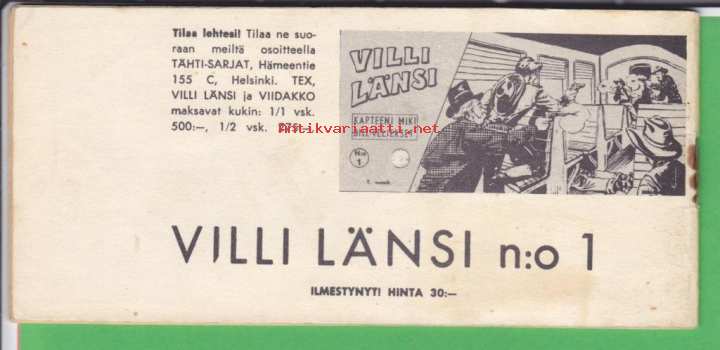 Tilaa lehtesi! Tilaa ne suo-
raan meiltä osoitteella
TÄHTI-SARJAT, Hämeentie
155 C, Helsinki. TEX,
VILLI LÄNSI ja VIIDAKKO
maksavat kukin: 1/1 vsk.
500:—, 1/2 vsk. 275:—
Antikvariaatti.net
VILLI
LÄNSI
KAPTEENI MIKI
N:o
1
VILLI LÄNSI n:o 1
ILMESTYNYT! HINTA 30:—